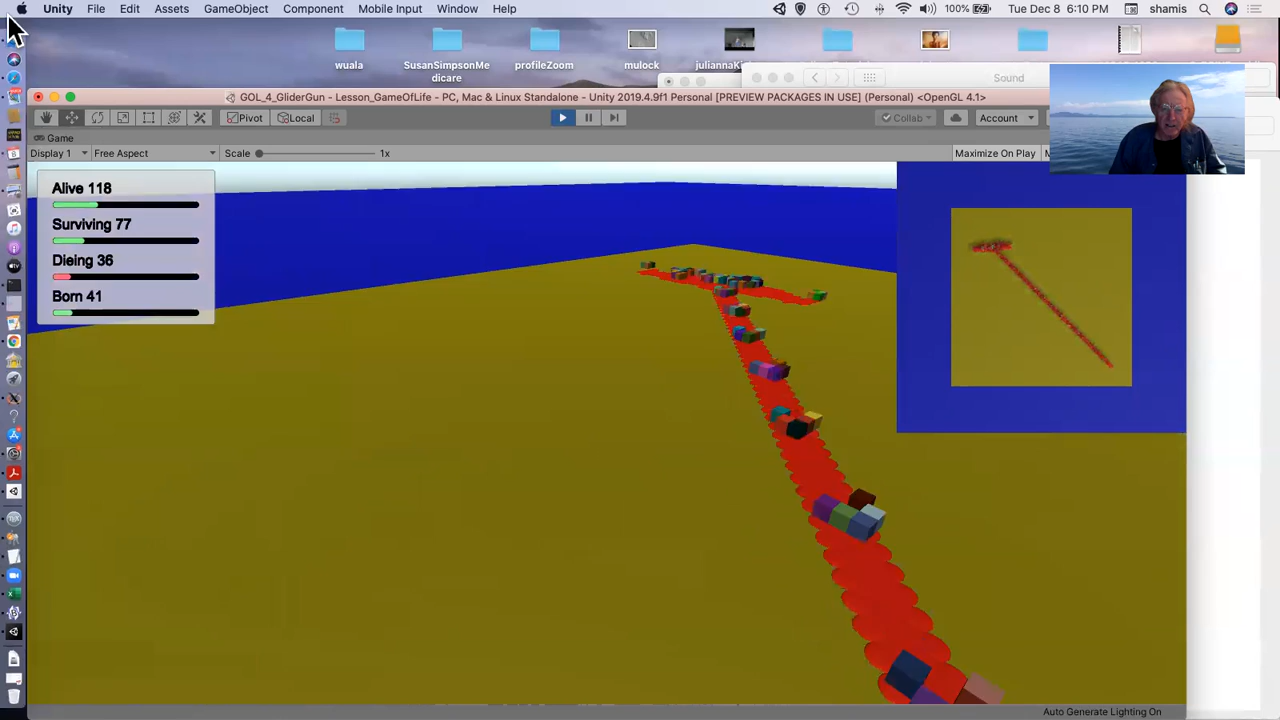 Unity File Edit Assets GameObject Component Mobile Input Window Help 100% Tue Dec 8 6:10 PM shamis
wuala
SusanSimpsonMe
dicare
profileZoom
mulock
Sound
GOL_4_GliderGun - Lesson_GameOfLife - PC, Mac & Linux Standalone - Unity 2019.4.9f1 Personal [PREVIEW PACKAGES IN USE] (Personal) <OpenGL 4.1>
Pivot Local Collab Account
Game
Display 1 Free Aspect Scale 1x Maximize On Play
Alive 118
Surviving 77
Dieing 36
Born 41
Auto Generate Lighting On